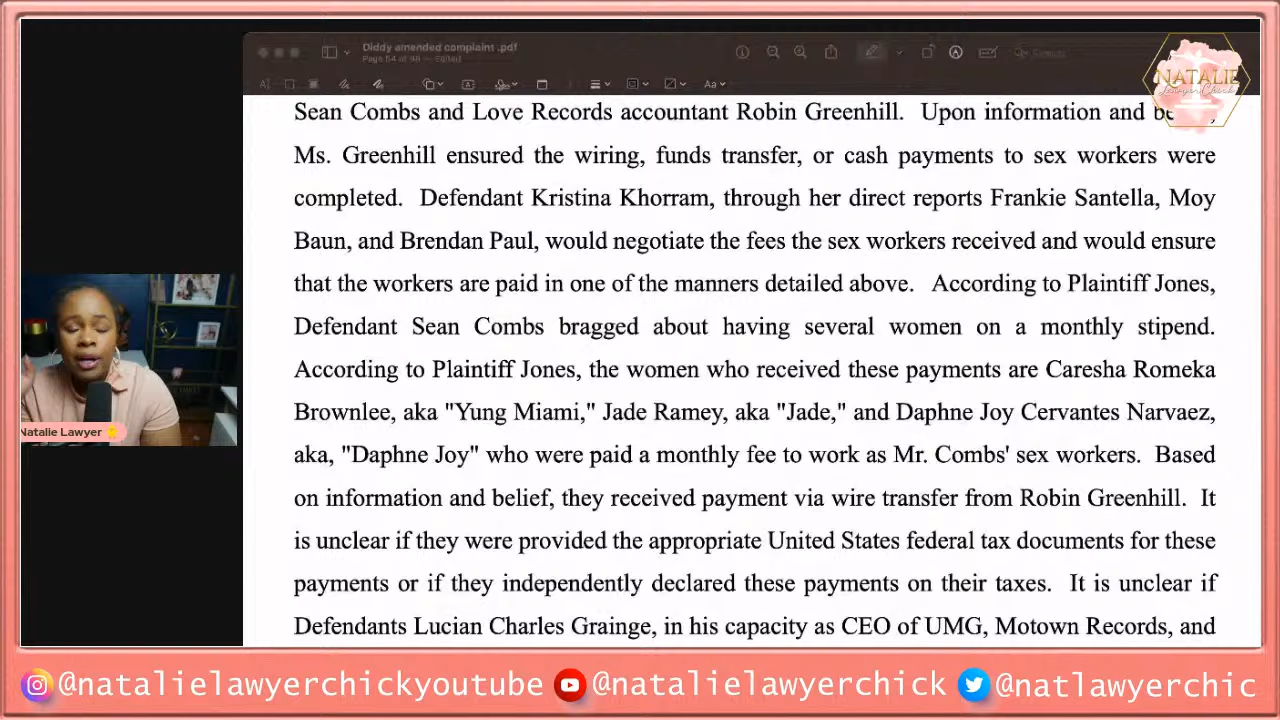 Diddy amended complaint .pdf
Page 54 of 98 — Edited
Search
NATALIE
LawyerChick
Sean Combs and Love Records accountant Robin Greenhill. Upon information and
Ms. Greenhill ensured the wiring, funds transfer, or cash payments to sex workers were
completed. Defendant Kristina Khorram, through her direct reports Frankie Santella, Moy
Baun, and Brendan Paul, would negotiate the fees the sex workers received and would ensure
that the workers are paid in one of the manners detailed above. According to Plaintiff Jones,
Defendant Sean Combs bragged about having several women on a monthly stipend.
According to Plaintiff Jones, the women who received these payments are Caresha Romeka
Brownlee, aka "Yung Miami," Jade Ramey, aka "Jade," and Daphne Joy Cervantes Narvaez,
aka, "Daphne Joy" who were paid a monthly fee to work as Mr. Combs' sex workers. Based
on information and belief, they received payment via wire transfer from Robin Greenhill. It
is unclear if they were provided the appropriate United States federal tax documents for these
payments or if they independently declared these payments on their taxes. It is unclear if
Defendants Lucian Charles Grainge, in his capacity as CEO of UMG, Motown Records, and
Natalie Lawyer
@natalielawyerchickyoutube
@natalielawyerchick
@natlawyerchic